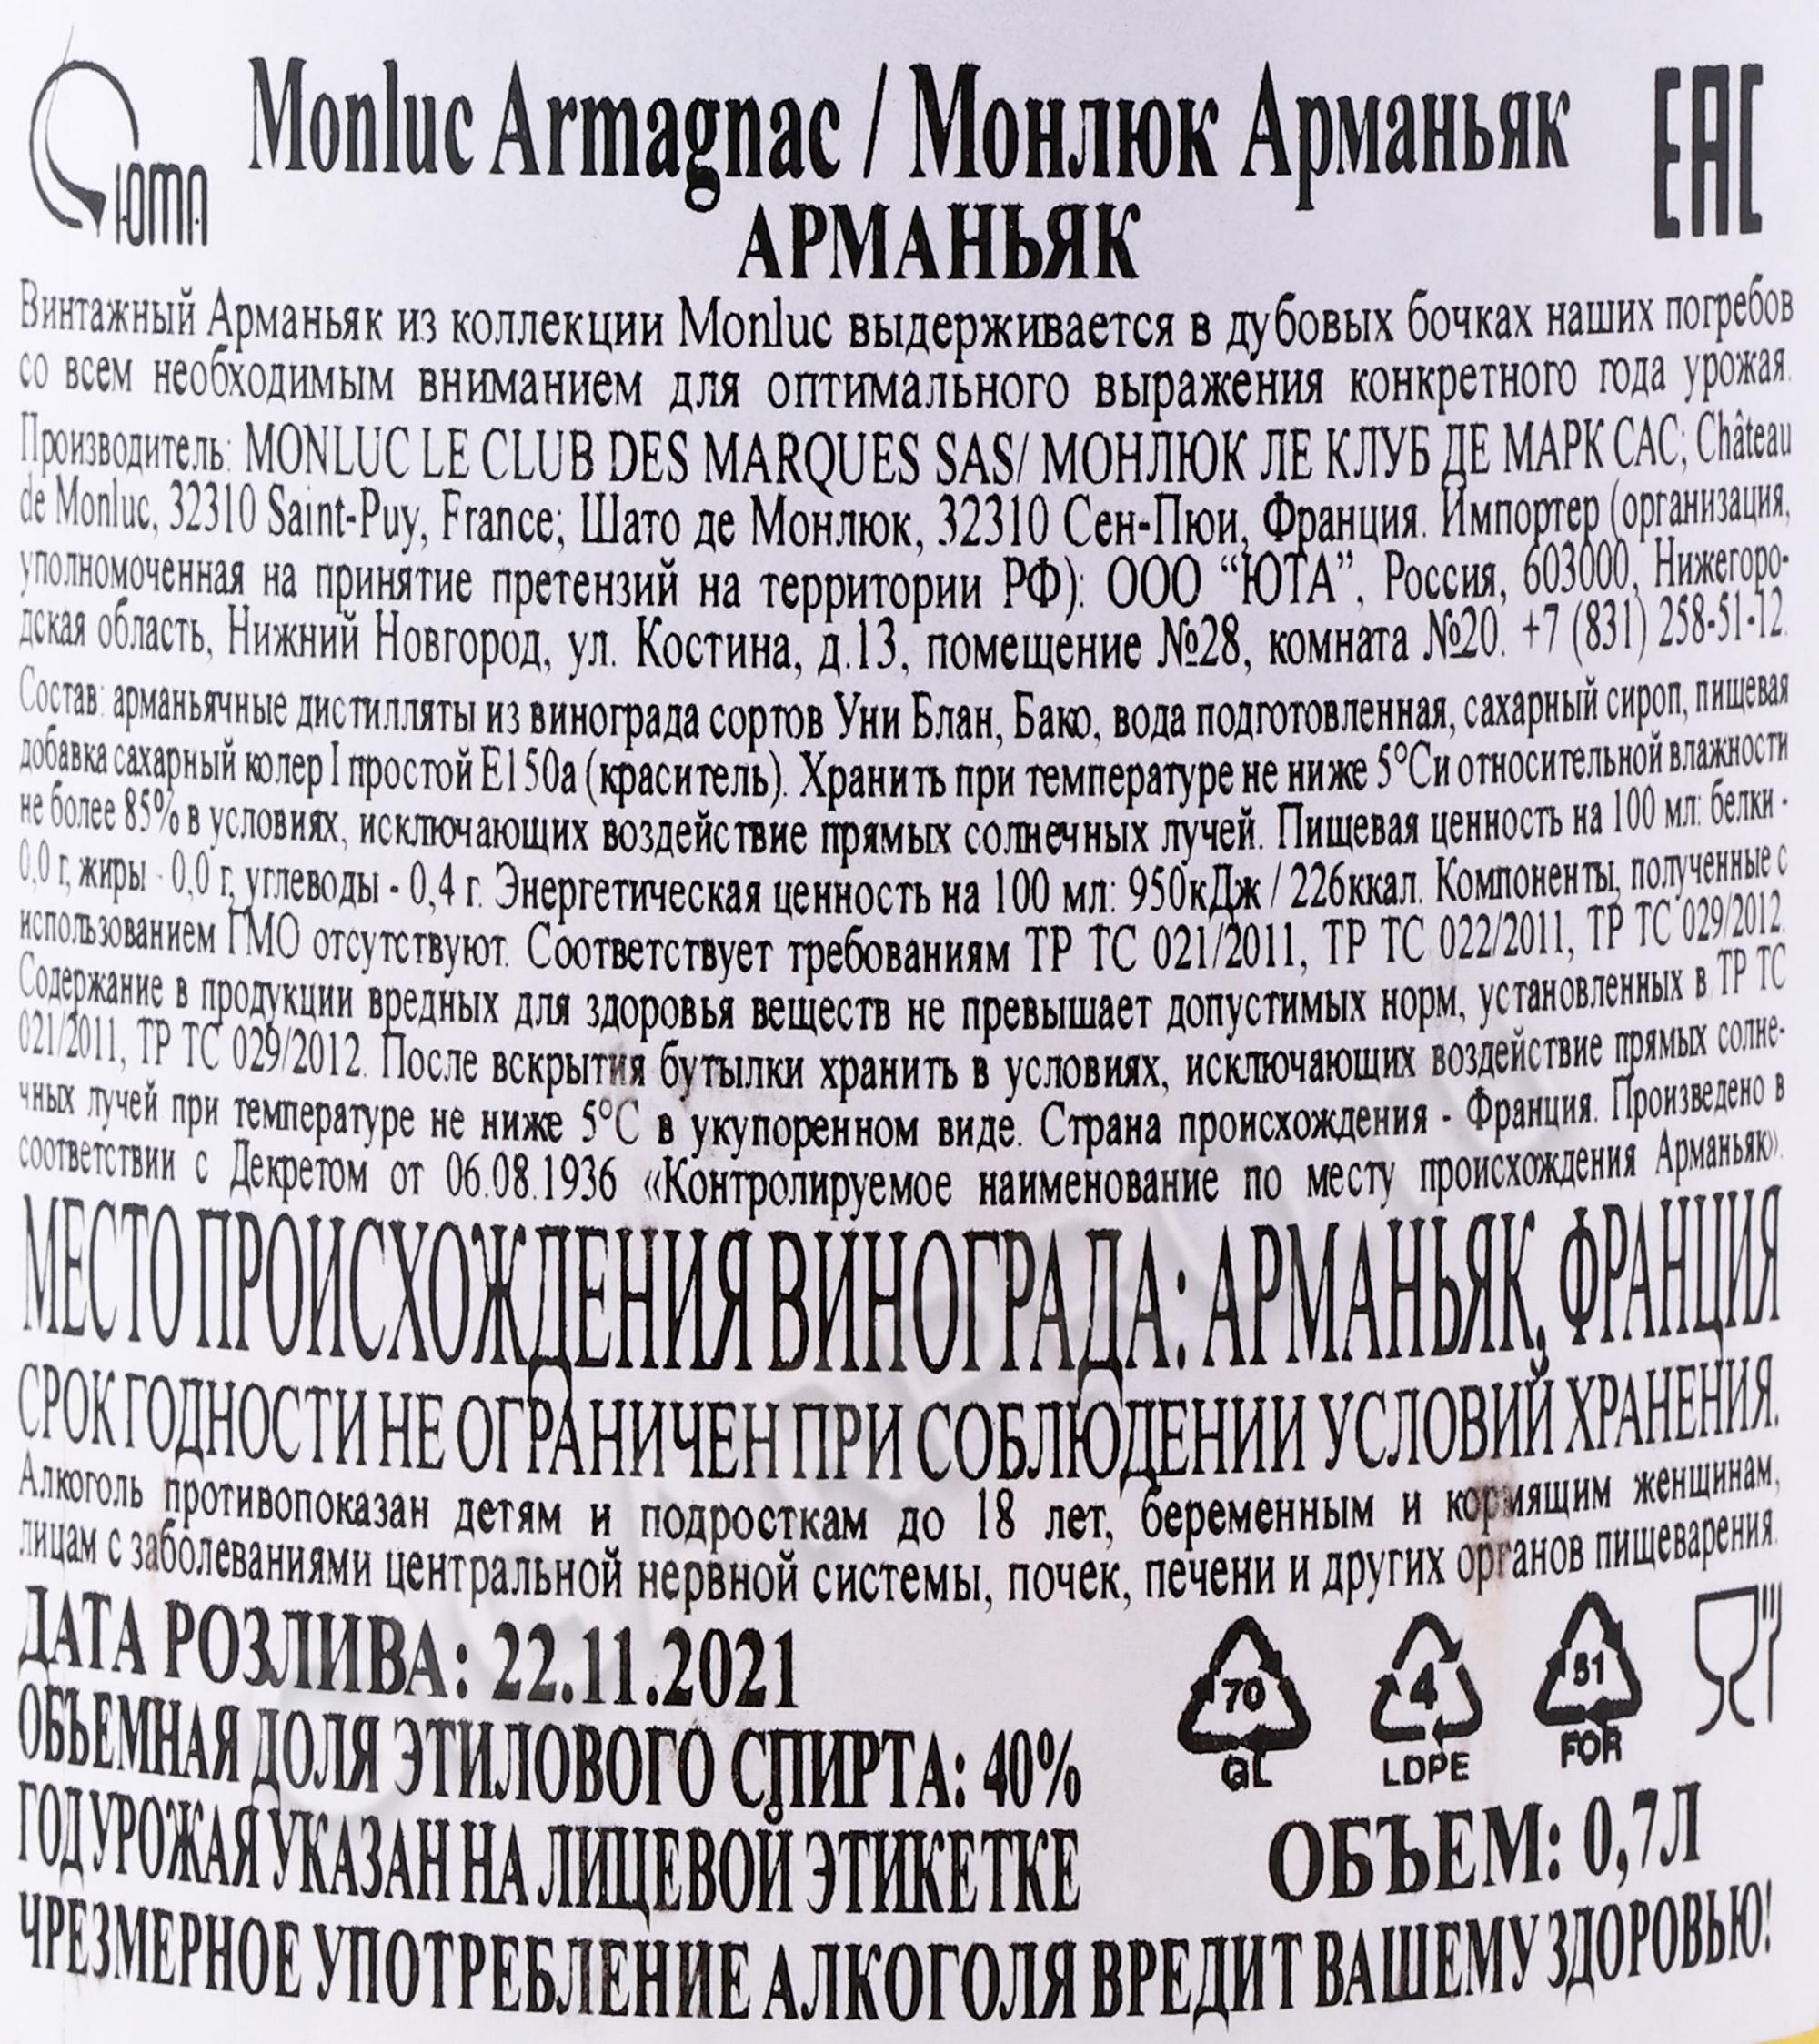 ЮТА
Monluc Armagnac / Монлюк Арманьяк
EAC
АРМАНЬЯК
Винтажный Арманьяк из коллекции Monluc выдерживается в дубовых бочках наших погребов
со всем необходимым вниманием для оптимального выражения конкретного года урожая.
Производитель: MONLUC LE CLUB DES MARQUES SAS/ МОНЛЮК ЛЕ КЛУБ ДЕ МАРК САС; Château
de Monluc, 32310 Saint-Puy, France; Шато де Монлюк, 32310 Сен-Пюи, Франция. Импортер (организация,
уполномоченная на принятие претензий на территории РФ): ООО “ЮТА”, Россия, 603000, Нижегоро-
дская область, Нижний Новгород, ул. Костина, д.13, помещение №28, комната №20. +7 (831) 258-51-12.
Состав: арманьячные дистилляты из винограда сортов Уни Блан, Бако, вода подготовленная, сахарный сироп, пищевая
добавка сахарный колер I простой Е150а (краситель). Хранить при температуре не ниже 5°С и относительной влажности
не более 85% в условиях, исключающих воздействие прямых солнечных лучей. Пищевая ценность на 100 мл: белки -
0,0 г, жиры - 0,0 г, углеводы - 0,4 г. Энергетическая ценность на 100 мл: 950кДж / 226ккал. Компоненты, полученные с
использованием ГМО отсутствуют. Соответствует требованиям ТР ТС 021/2011, ТР ТС 022/2011, ТР ТС 029/2012.
Содержание в продукции вредных для здоровья веществ не превышает допустимых норм, установленных в ТР ТС
021/2011, ТР ТС 029/2012. После вскрытия бутылки хранить в условиях, исключающих воздействие прямых солне-
чных лучей при температуре не ниже 5°С в укупоренном виде. Страна происхождения - Франция. Произведено в
соответствии с Декретом от 06.08.1936 «Контролируемое наименование по месту происхождения Арманьяк».
МЕСТО ПРОИСХОЖДЕНИЯ ВИНОГРАДА: АРМАНЬЯК, ФРАНЦИЯ
СРОК ГОДНОСТИ НЕ ОГРАНИЧЕН ПРИ СОБЛЮДЕНИИ УСЛОВИЙ ХРАНЕНИЯ.
Алкоголь противопоказан детям и подросткам до 18 лет, беременным и кормящим женщинам,
лицам с заболеваниями центральной нервной системы, почек, печени и других органов пищеварения.
ДАТА РОЗЛИВА: 22.11.2021
ОБЪЕМНАЯ ДОЛЯ ЭТИЛОВОГО СПИРТА: 40%
ГОД УРОЖАЯ УКАЗАН НА ЛИЦЕВОЙ ЭТИКЕТКЕ
70
GL
4
LDPE
51
FOR
ОБЪЕМ: 0,7Л
ЧРЕЗМЕРНОЕ УПОТРЕБЛЕНИЕ АЛКОГОЛЯ ВРЕДИТ ВАШЕМУ ЗДОРОВЬЮ!